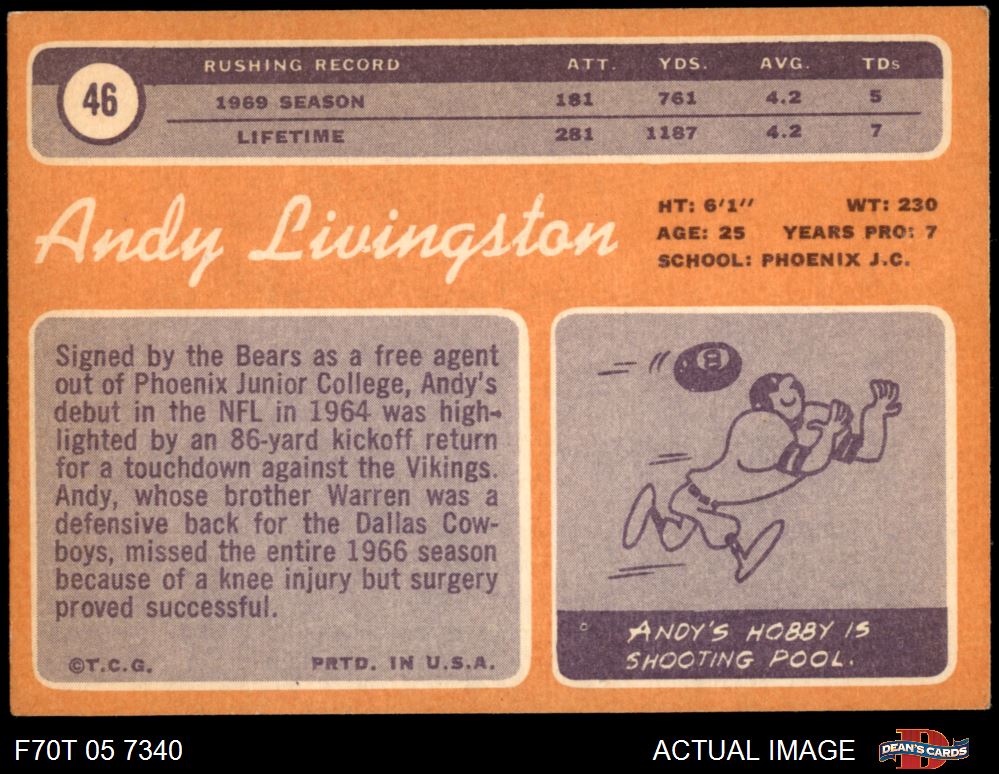 46
RUSHING RECORD ATT. YDS. AVG. TDs
1969 SEASON 181 761 4.2 5
LIFETIME 281 1187 4.2 7
Andy Livingston
HT: 6'1" WT: 230
AGE: 25 YEARS PRO: 7
SCHOOL: PHOENIX J.C.
Signed by the Bears as a free agent
out of Phoenix Junior College, Andy's
debut in the NFL in 1964 was high-
lighted by an 86-yard kickoff return
for a touchdown against the Vikings.
Andy, whose brother Warren was a
defensive back for the Dallas Cow-
boys, missed the entire 1966 season
because of a knee injury but surgery
proved successful.
©T.C.G. PRTD. IN U.S.A.
8
ANDY'S HOBBY IS
SHOOTING POOL.
F70T 05 7340 ACTUAL IMAGE
D
DEAN'S CARDS